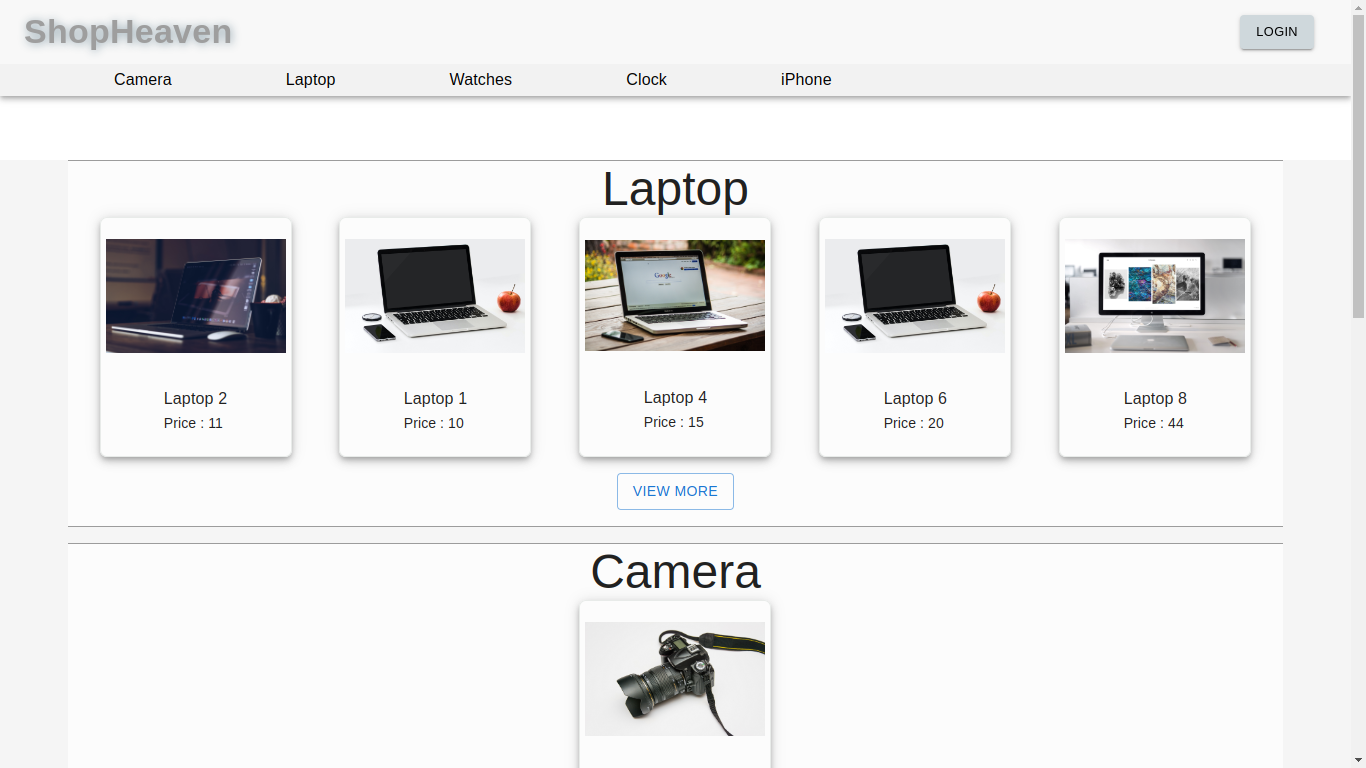 ShopHeaven
LOGIN
Camera Laptop Watches Clock iPhone
Laptop
Google
Laptop 2 Laptop 1 Laptop 4 Laptop 6 Laptop 8
Price : 11 Price : 10 Price : 15 Price : 20 Price : 44
VIEW MORE
Camera